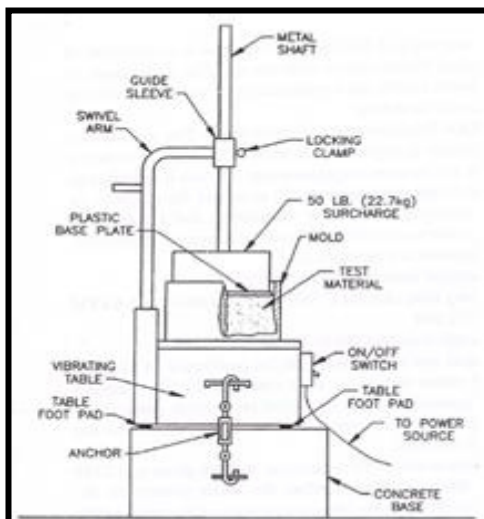 METAL
SHAFT
GUIDE
SLEEVE
SWIVEL
ARM
LOCKING
CLAMP
50 LB. (22.7kg)
SURCHARGE
PLASTIC
BASE PLATE
MOLD
TEST
MATERIAL
VIBRATING
TABLE
ON/OFF
SWITCH
TABLE
FOOT PAD
TABLE
FOOT PAD
TO POWER
SOURCE
ANCHOR
CONCRETE
BASE